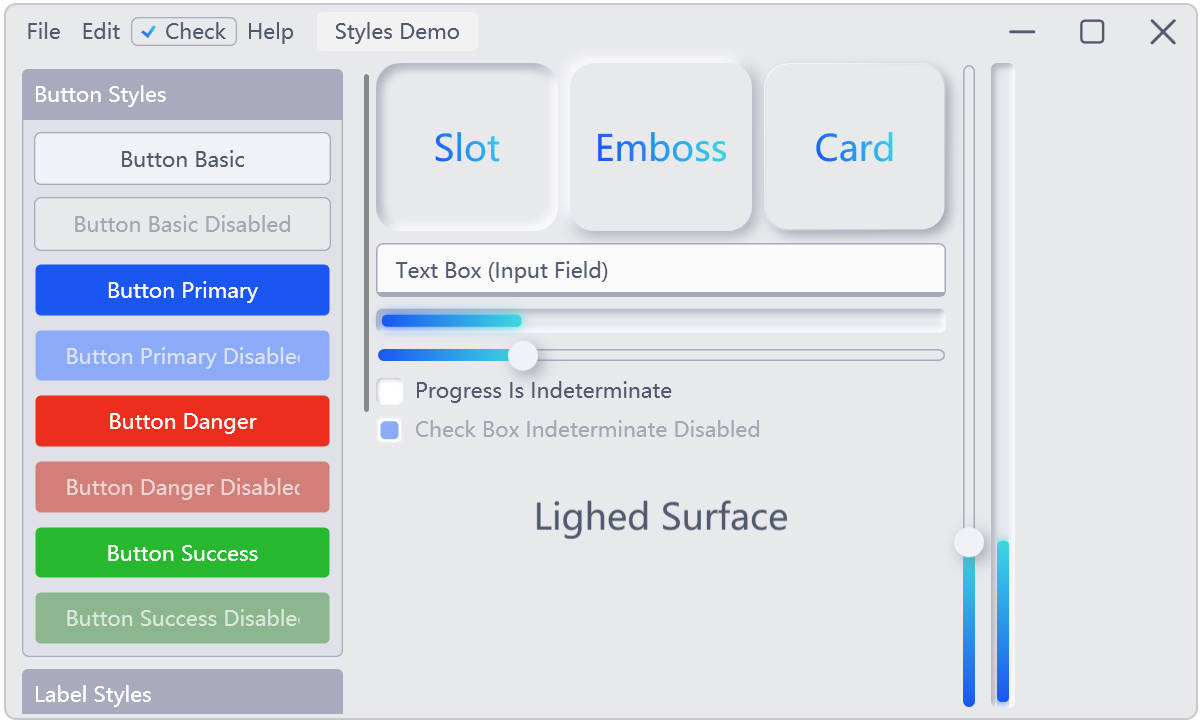 File Edit Check Help Styles Demo
Button Styles
Button Basic
Button Basic Disabled
Button Primary
Button Primary Disable
Button Danger
Button Danger Disabled
Button Success
Button Success Disable
Label Styles
Slot
Emboss
Card
Text Box (Input Field)
Progress Is Indeterminate
Check Box Indeterminate Disabled
Lighed Surface